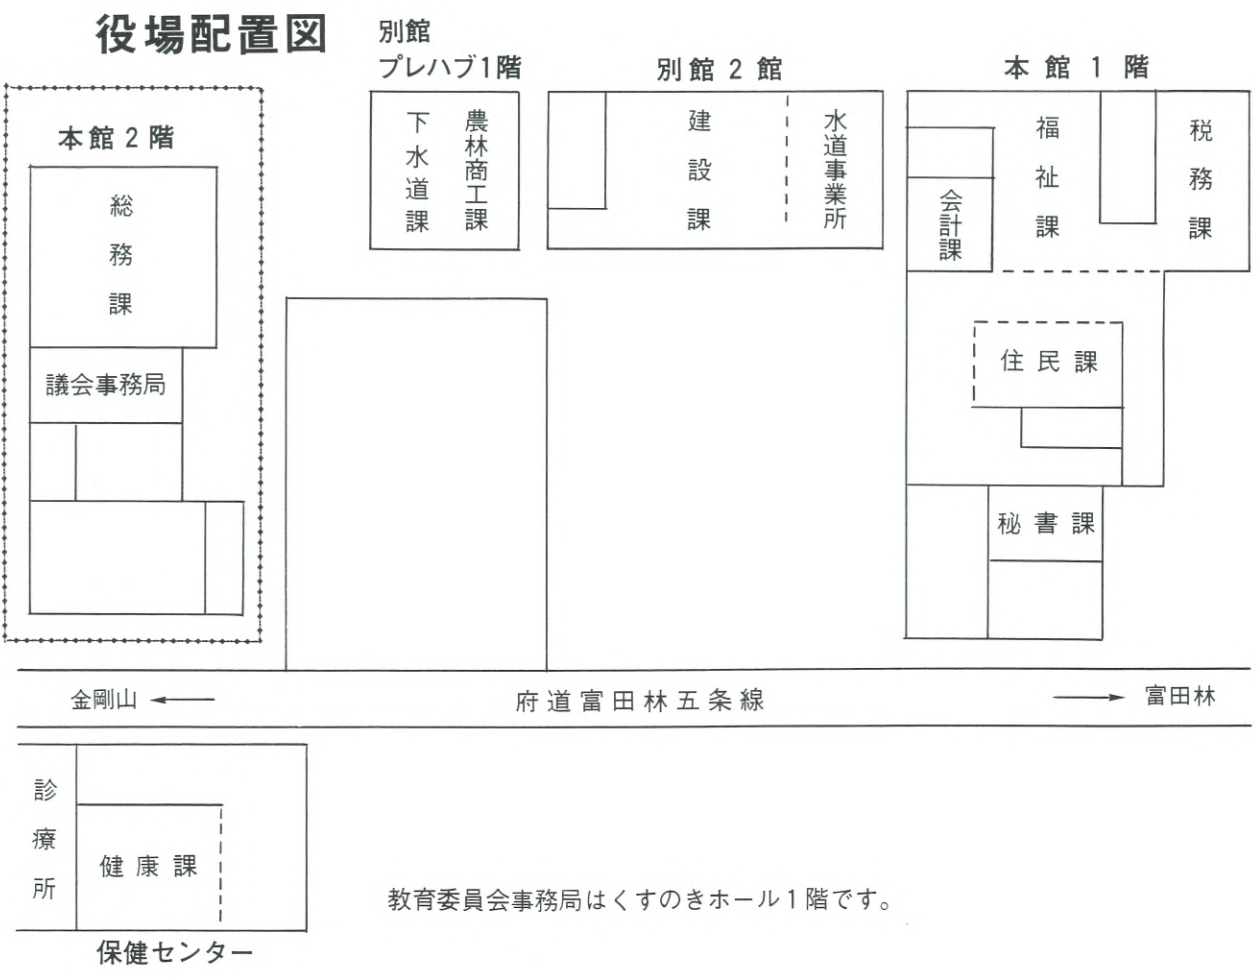 役場配置図
別館
プレハブ1階
別館2館
本館1階
本館2階
総務課
議会事務局
下水道課
農林商工課
建設課
水道事業所
福祉課
税務課
会計課
住民課
秘書課
金剛山
府道富田林五条線
富田林
診療所
健康課
保健センター
教育委員会事務局はくすのきホール1階です。